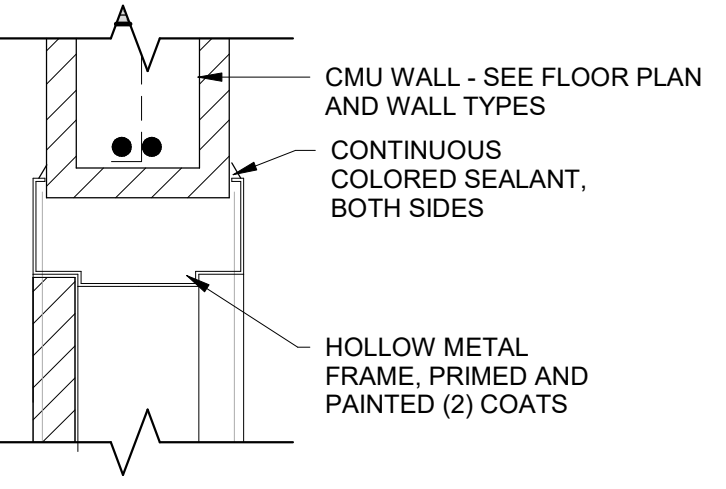 CMU WALL - SEE FLOOR PLAN
AND WALL TYPES
CONTINUOUS
COLORED SEALANT,
BOTH SIDES
HOLLOW METAL
FRAME, PRIMED AND
PAINTED (2) COATS